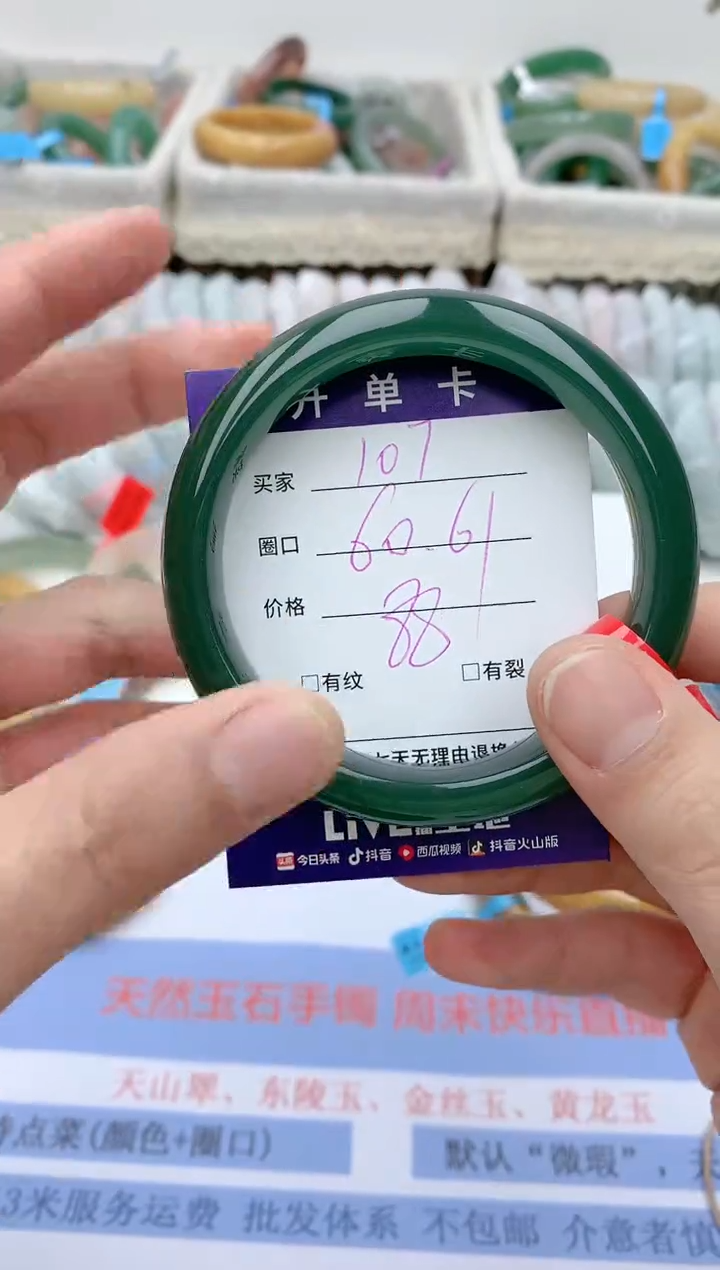 开单卡
买家 107
圈口 60.61
价格 88
□有纹 □有裂
七天无理由退换
LIVE
今日头条 抖音 西瓜视频 抖音火山版
天然玉石手镯 周末快乐直播
天山翠、东陵玉、金丝玉、黄龙玉
点菜(颜色+圈口) 默认“微瑕”，
3米服务运费 批发体系 不包邮 介意者慎